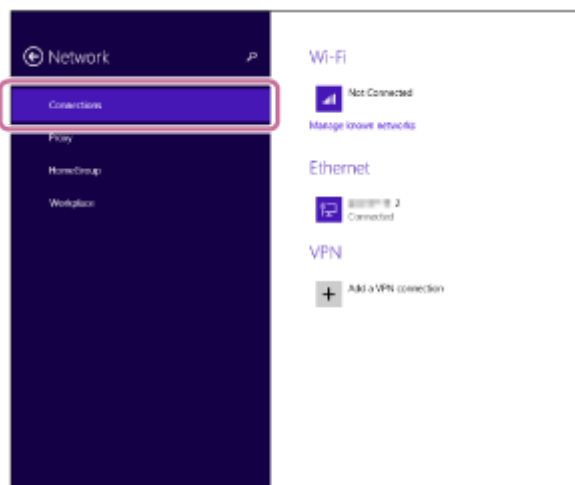 Network
Connections
Proxy
HomeGroup
Workplace
Wi-Fi
Not Connected
Manage known networks
Ethernet
2
Connected
VPN
Add a VPN connection